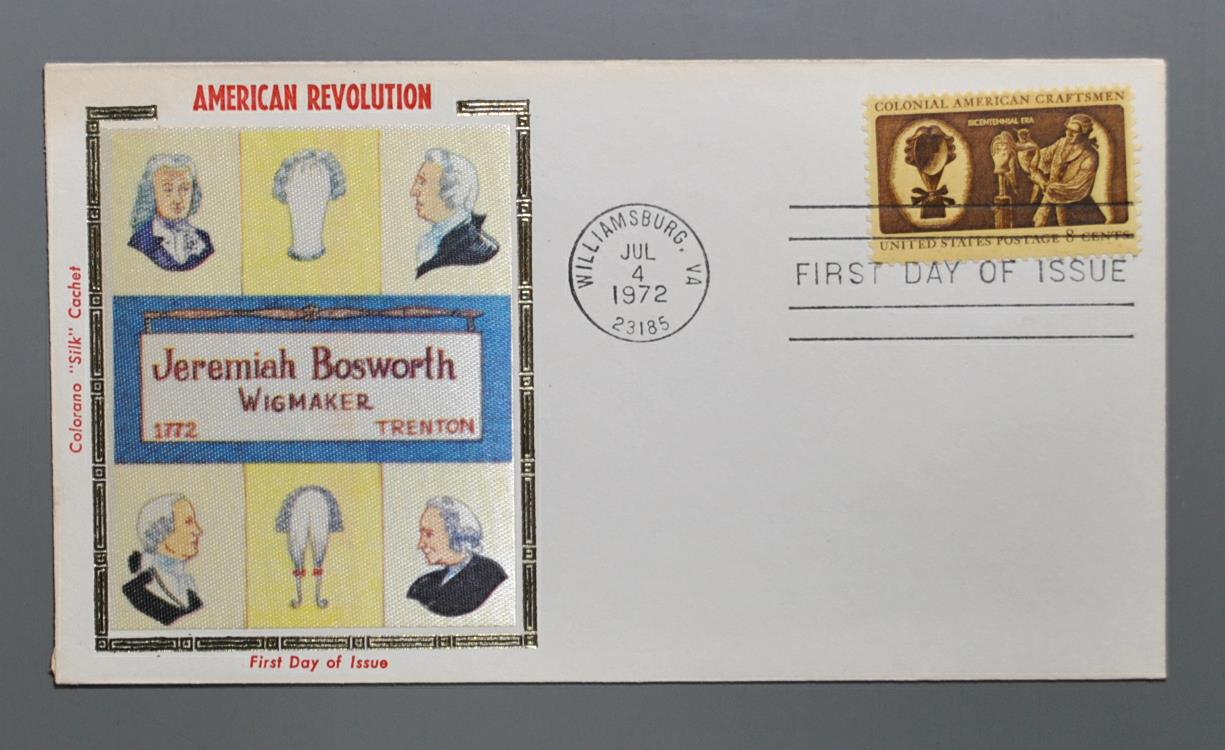 AMERICAN REVOLUTION
Colorano "Silk" Cachet
Jeremiah Bosworth
WIGMAKER
1772 TRENTON
First Day of Issue
WILLIAMSBURG, VA
JUL
4
1972
23185
COLONIAL AMERICAN CRAFTSMEN
BICENTENNIAL ERA
UNITED STATES POSTAGE 8 CENTS
FIRST DAY OF ISSUE